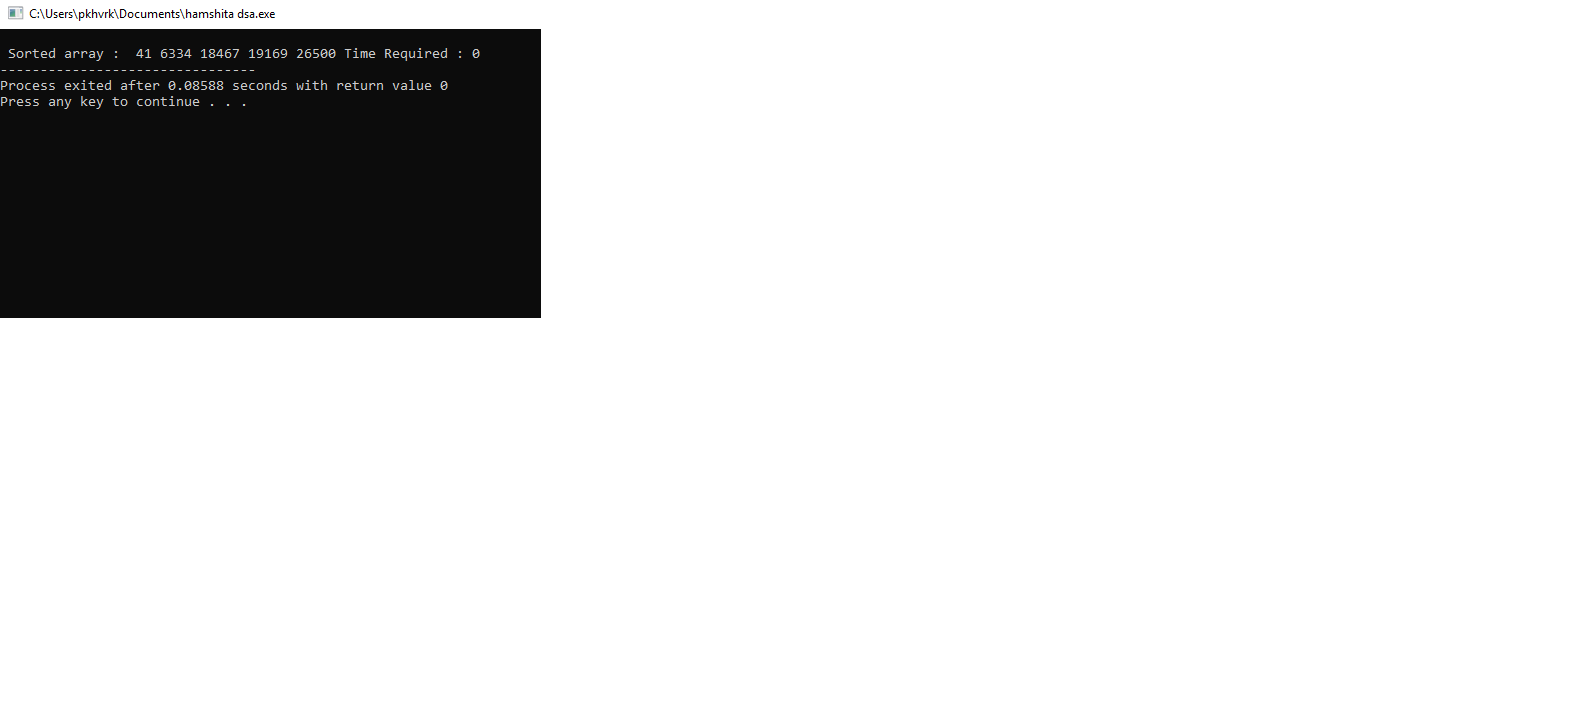 C:\Users\pkhvrk\Documents\hamshita dsa.exe
Sorted array :  41 6334 18467 19169 26500 Time Required : 0
--------------------------------
Process exited after 0.08588 seconds with return value 0
Press any key to continue . . .